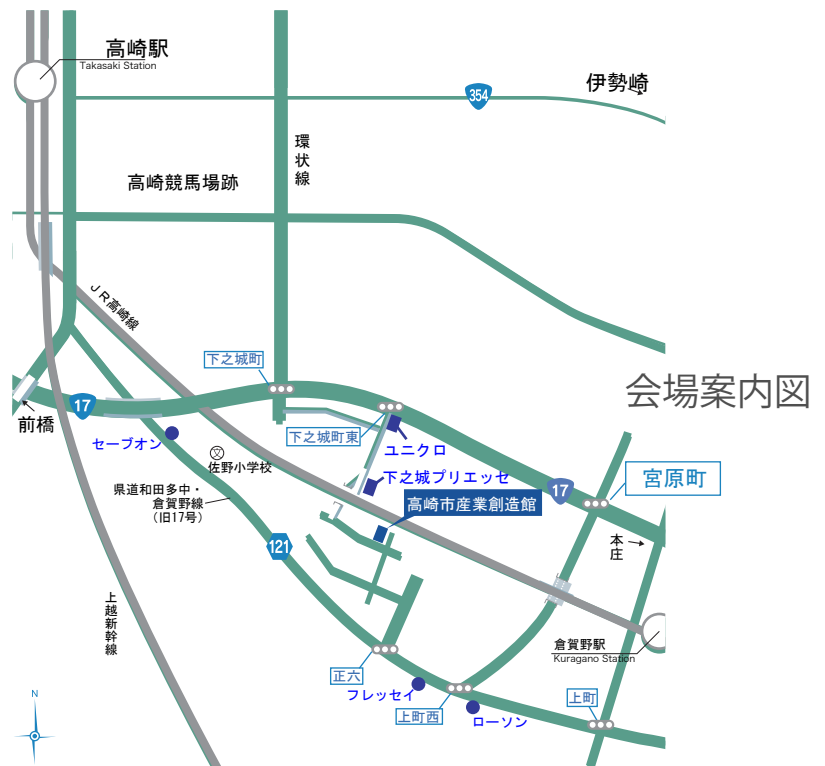 高崎駅
Takasaki Station
伊勢崎
354
環状線
高崎競馬場跡
JR高崎線
下之城町
会場案内図
17
前橋
セーブオン
下之城町東
ユニクロ
文
佐野小学校
下之城プリエッセ
宮原町
17
県道和田多中・
倉賀野線
(旧17号)
高崎市産業創造館
121
本庄
上越新幹線
倉賀野駅
Kuragano Station
正六
フレッセイ
上町西
上町
ローソン
N